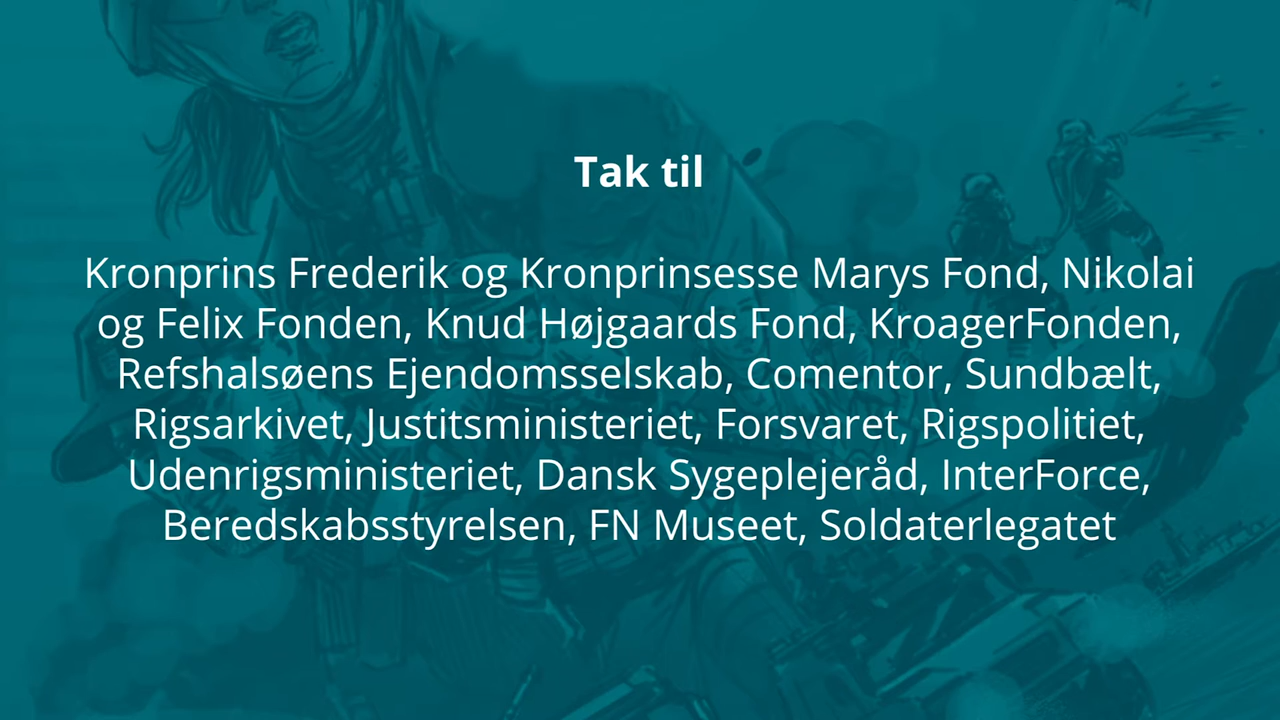 Tak til
Kronprins Frederik og Kronprinsesse Marys Fond, Nikolai
og Felix Fonden, Knud Højgaards Fond, KroagerFonden,
Refshalsøens Ejendomsselskab, Comentor, Sundbælt,
Rigsarkivet, Justitsministeriet, Forsvaret, Rigspolitiet,
Udenrigsministeriet, Dansk Sygeplejeråd, InterForce,
Beredskabsstyrelsen, FN Museet, Soldaterlegatet